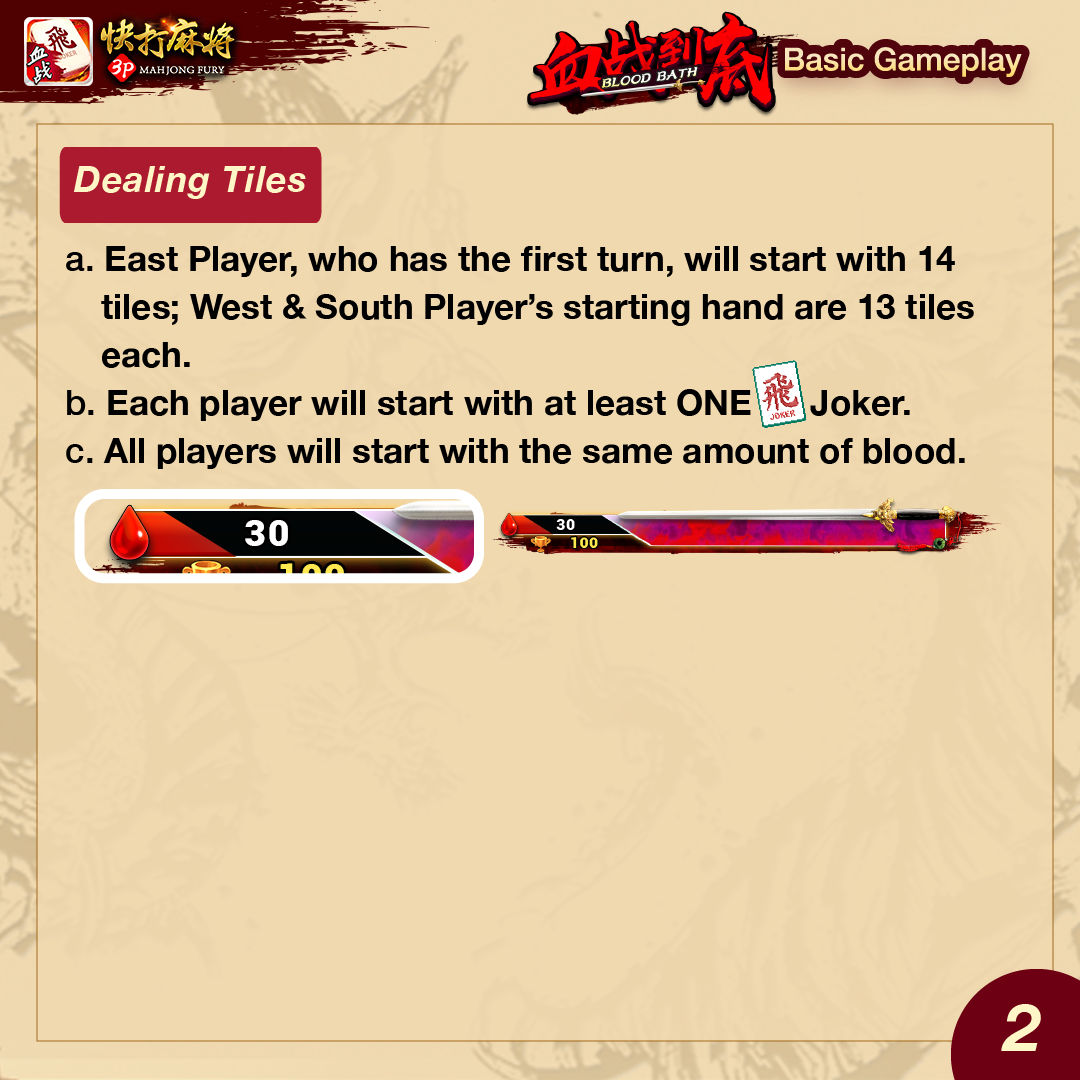 飛
JOKER
血战
快打麻将
3P MAHJONG FURY
血战到底
BLOOD BATH
Basic Gameplay
Dealing Tiles
a. East Player, who has the first turn, will start with 14
tiles; West & South Player’s starting hand are 13 tiles
each.
b. Each player will start with at least ONE 飛 JOKER Joker.
c. All players will start with the same amount of blood.
30
100
30
100
2